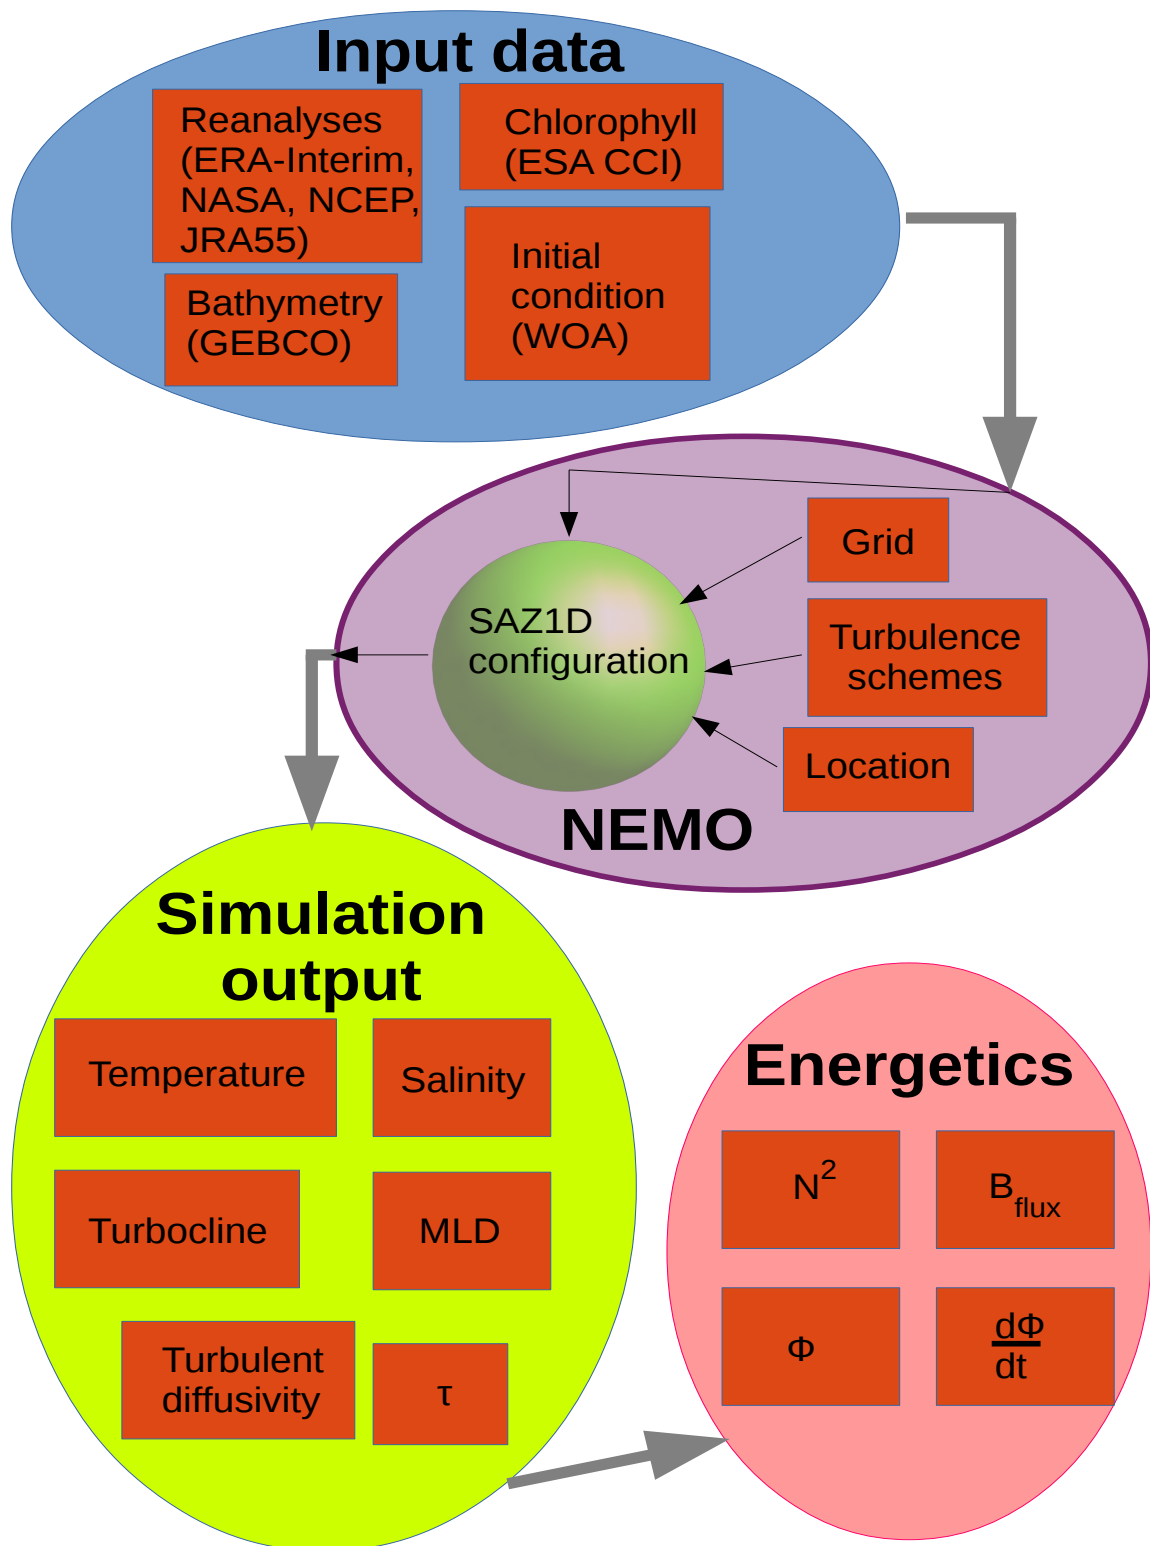 Input data
Reanalyses
(ERA-Interim,
NASA, NCEP,
JRA55)
Chlorophyll
(ESA CCI)
Bathymetry
(GEBCO)
Initial
condition
(WOA)
Grid
SAZ1D
configuration
Turbulence
schemes
Location
NEMO
Simulation
output
Temperature
Salinity
Turbocline
MLD
Turbulent
diffusivity
τ
Energetics
N²
B_flux
Φ
dΦ
dt